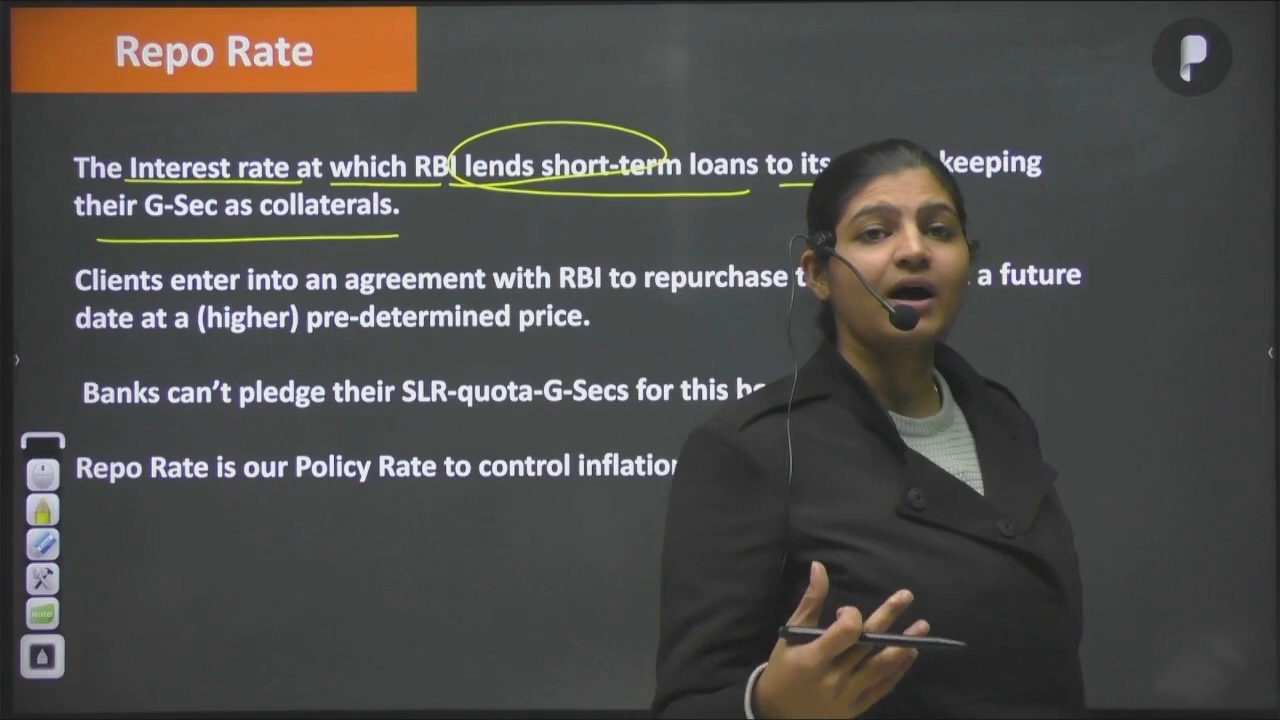 Repo Rate
The Interest rate at which RBI lends short-term loans to its keeping
their G-Sec as collaterals.
Clients enter into an agreement with RBI to repurchase a future
date at a (higher) pre-determined price.
Banks can't pledge their SLR-quota-G-Secs for this
Repo Rate is our Policy Rate to control
Note